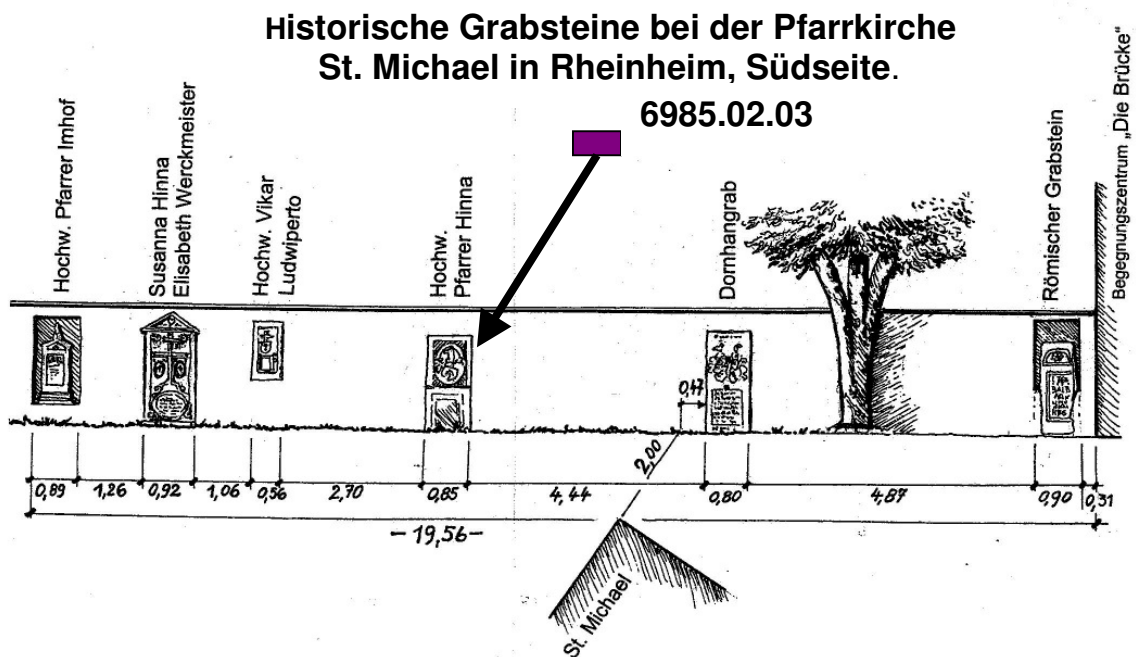 Historische Grabsteine bei der Pfarrkirche
St. Michael in Rheinheim, Südseite.
6985.02.03
Hochw. Pfarrer Imhof
Susanna Hinna
Elisabeth Werckmeister
Hochw. Vikar
Ludwiperto
Hochw.
Pfarrer Hinna
Dornhangrab
Römischer Grabstein
Begegnungszentrum „Die Brücke"
0,47
2,00
0,89 1,26 0,92 1,06 0,56 2,70 0,85 4,44 0,80 4,87 0,90 0,31
– 19,56 –
St. Michael